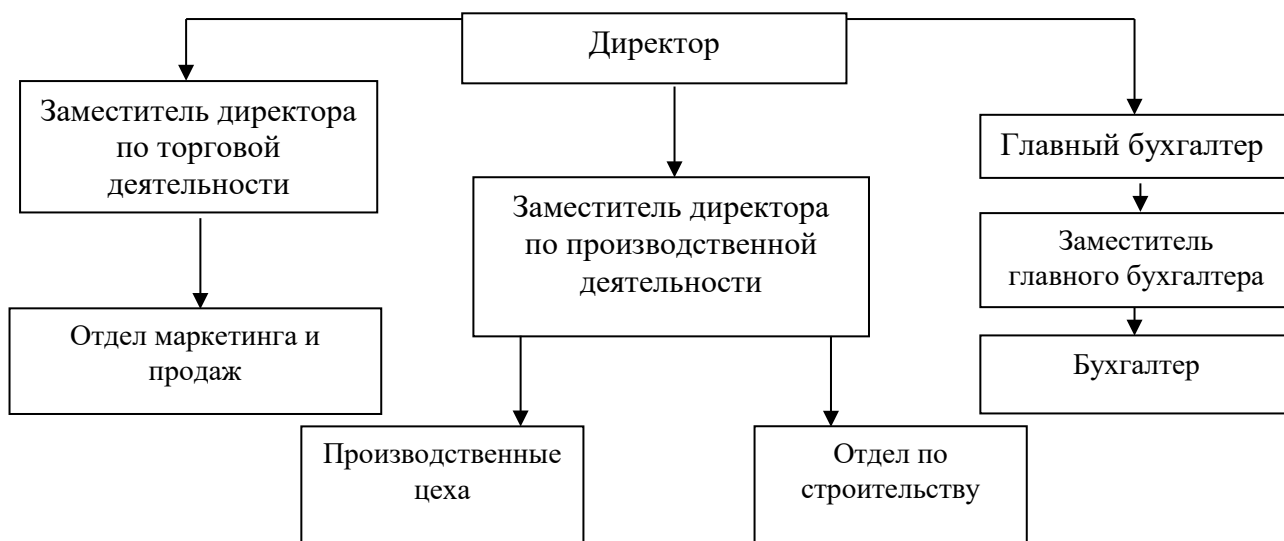 Директор
Заместитель директора
по торговой
деятельности
Главный бухгалтер
Заместитель директора
по производственной
деятельности
Заместитель
главного бухгалтера
Отдел маркетинга и
продаж
Бухгалтер
Производственные
цеха
Отдел по
строительству